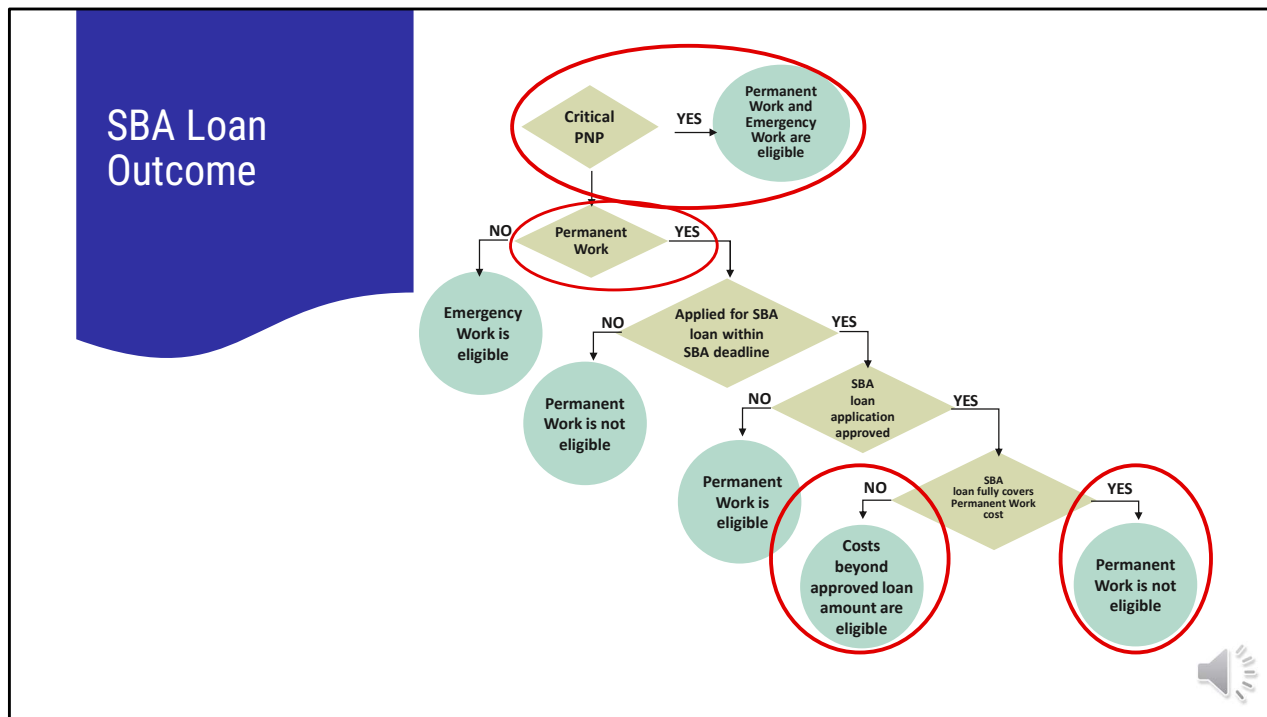 SBA Loan
Outcome
Critical
PNP
YES
Permanent
Work and
Emergency
Work are
eligible
NO
Permanent
Work
YES
Emergency
Work is
eligible
NO
Applied for SBA
loan within
SBA deadline
YES
Permanent
Work is not
eligible
NO
SBA
loan
application
approved
YES
Permanent
Work is
eligible
NO
SBA
loan fully covers
Permanent Work
cost
YES
Costs
beyond
approved loan
amount are
eligible
Permanent
Work is not
eligible